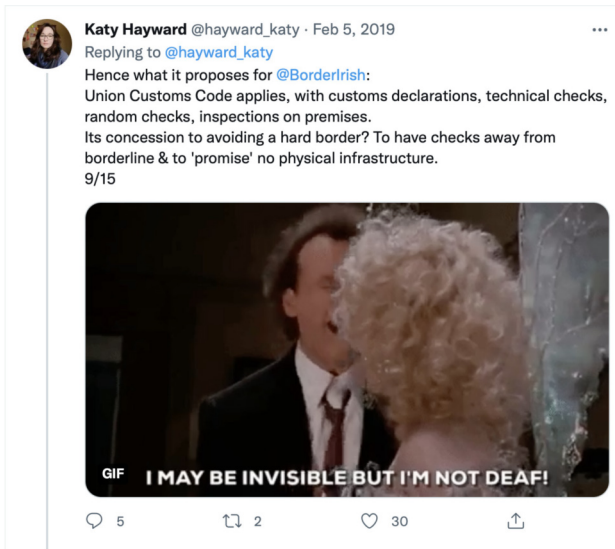 Katy Hayward @hayward_katy · Feb 5, 2019
Replying to @hayward_katy
Hence what it proposes for @BorderIrish:
Union Customs Code applies, with customs declarations, technical checks,
random checks, inspections on premises.
Its concession to avoiding a hard border? To have checks away from
borderline & to 'promise' no physical infrastructure.
9/15
GIF I MAY BE INVISIBLE BUT I'M NOT DEAF!
5 2 30